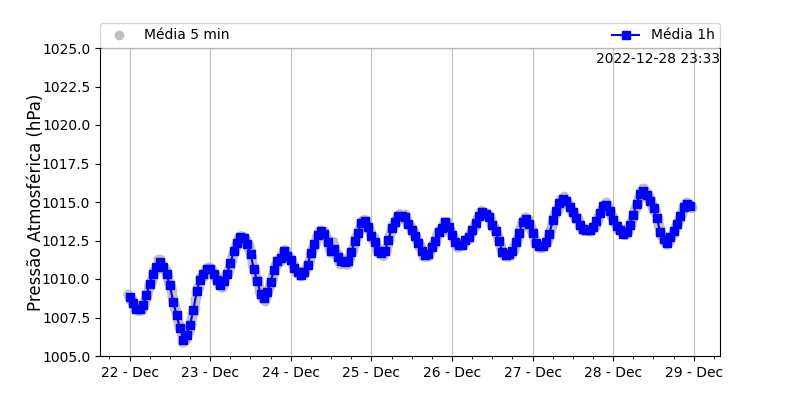 Média 5 min
Média 1h
2022-12-28 23:33
Pressão Atmosférica (hPa)
1025.0
1022.5
1020.0
1017.5
1015.0
1012.5
1010.0
1007.5
1005.0
22 - Dec
23 - Dec
24 - Dec
25 - Dec
26 - Dec
27 - Dec
28 - Dec
29 - Dec